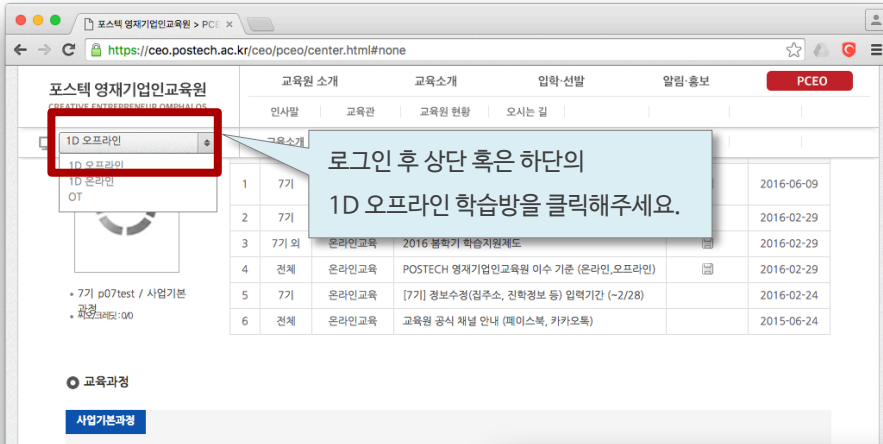 포스텍 영재기업인교육원 > PCE
https://ceo.postech.ac.kr/ceo/pceo/center.html#none
포스텍 영재기업인교육원
CREATIVE ENTREPRENEUR OMPHALOS
교육원 소개 교육소개 입학·선발 알림·홍보 PCEO
인사말 교육관 교육원 현황 오시는 길
1D 오프라인
교육소개
1D 오프라인
1D 온라인
OT
로그인 후 상단 혹은 하단의
1D 오프라인 학습방을 클릭해주세요.
1 7기 2016-06-09
2 7기 2016-02-29
3 7기 외 온라인교육 2016 봄학기 학습지원제도 2016-02-29
4 전체 온라인교육 POSTECH 영재기업인교육원 이수 기준 (온라인,오프라인) 2016-02-29
5 7기 온라인교육 [7기] 정보수정(집주소, 진학정보 등) 입력기간 (~2/28) 2016-02-24
6 전체 온라인교육 교육원 공식 채널 안내 (페이스북, 카카오톡) 2015-06-24
• 7기 p07test / 사업기본
과정
• 씨오/크레딧 : 0/0
교육과정
사업기본과정